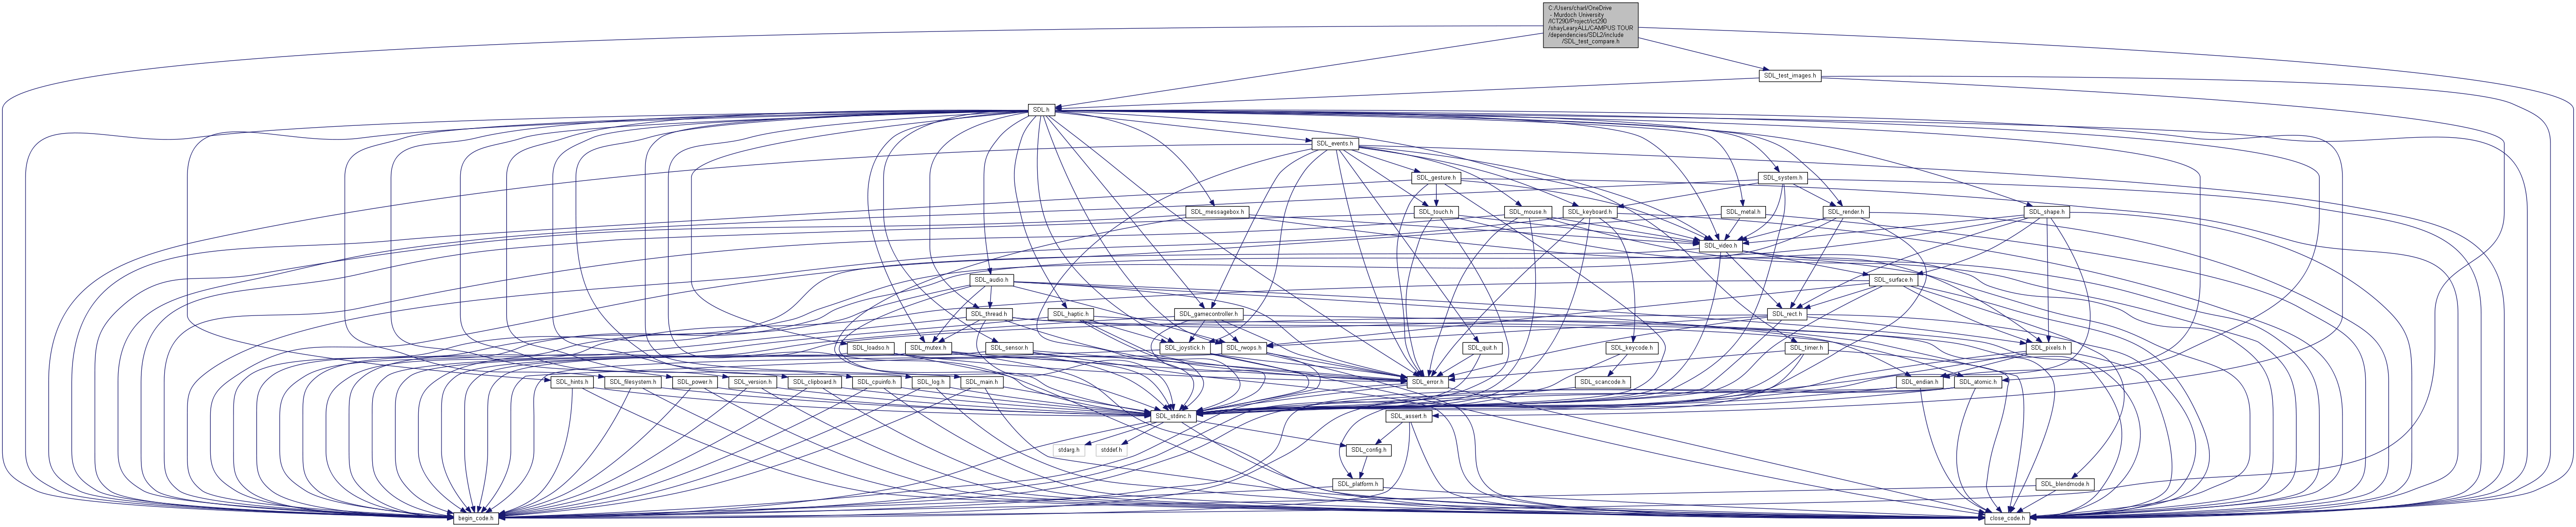 C:/Users/charl/OneDrive
- Murdoch University
/ICT290/Project/ict290
/shayLearyALL/CAMPUS TOUR
/dependencies/SDL2/include
/SDL_test_compare.h
SDL_test_images.h
SDL.h
SDL_events.h
SDL_gesture.h
SDL_system.h
SDL_messagebox.h
SDL_touch.h
SDL_mouse.h
SDL_keyboard.h
SDL_metal.h
SDL_render.h
SDL_shape.h
SDL_video.h
SDL_audio.h
SDL_surface.h
SDL_thread.h
SDL_haptic.h
SDL_gamecontroller.h
SDL_rect.h
SDL_loadso.h
SDL_mutex.h
SDL_sensor.h
SDL_joystick.h
SDL_rwops.h
SDL_quit.h
SDL_keycode.h
SDL_timer.h
SDL_pixels.h
SDL_hints.h
SDL_filesystem.h
SDL_power.h
SDL_version.h
SDL_clipboard.h
SDL_cpuinfo.h
SDL_log.h
SDL_main.h
SDL_error.h
SDL_scancode.h
SDL_endian.h
SDL_atomic.h
SDL_stdinc.h
SDL_assert.h
stdarg.h
stddef.h
SDL_config.h
SDL_platform.h
SDL_blendmode.h
begin_code.h
close_code.h